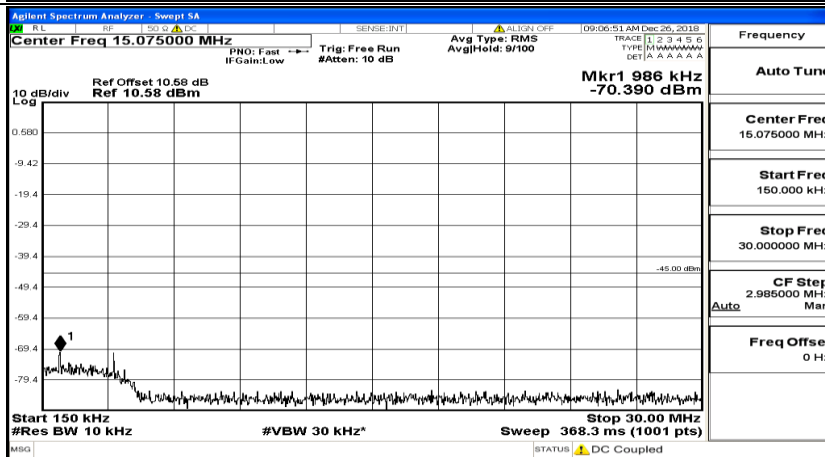 Agilent Spectrum Analyzer - Swept SA
LXI RL RF 50 Ω DC SENSE:INT ALIGN OFF 09:06:51 AM Dec 26, 2018
Center Freq 15.075000 MHz
PNO: Fast
IFGain:Low
Trig: Free Run
#Atten: 10 dB
Avg Type: RMS
Avg|Hold: 9/100
TRACE 1 2 3 4 5 6
TYPE M W W W W W
DET A A A A A A
Ref Offset 10.58 dB
10 dB/div Ref 10.58 dBm
Log
Mkr1 986 kHz
-70.390 dBm
0.580
-9.42
-19.4
-29.4
-39.4
-45.00 dBm
-49.4
-59.4
-69.4
-79.4
1
Start 150 kHz
Stop 30.00 MHz
#Res BW 10 kHz #VBW 30 kHz* Sweep 368.3 ms (1001 pts)
MSG STATUS DC Coupled
Frequency
Auto Tune
Center Freq
15.075000 MHz
Start Freq
150.000 kHz
Stop Freq
30.000000 MHz
CF Step
2.985000 MHz
Auto Man
Freq Offset
0 Hz